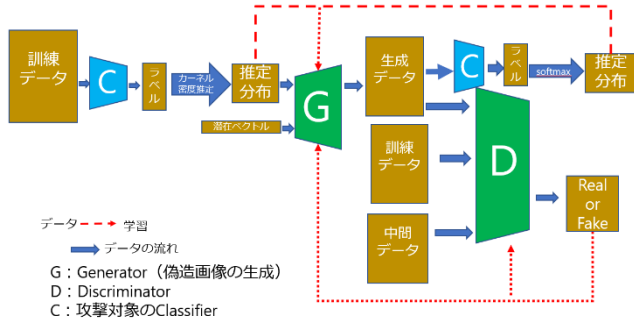 訓練
データ
C
ラベル
カーネル
密度推定
推定
分布
潜在ベクトル
G
生成
データ
C
ラベル
softmax
推定
分布
訓練
データ
中間
データ
D
Real
or
Fake
データ
学習
データの流れ
G：Generator（偽造画像の生成）
D：Discriminator
C：攻撃対象のClassifier